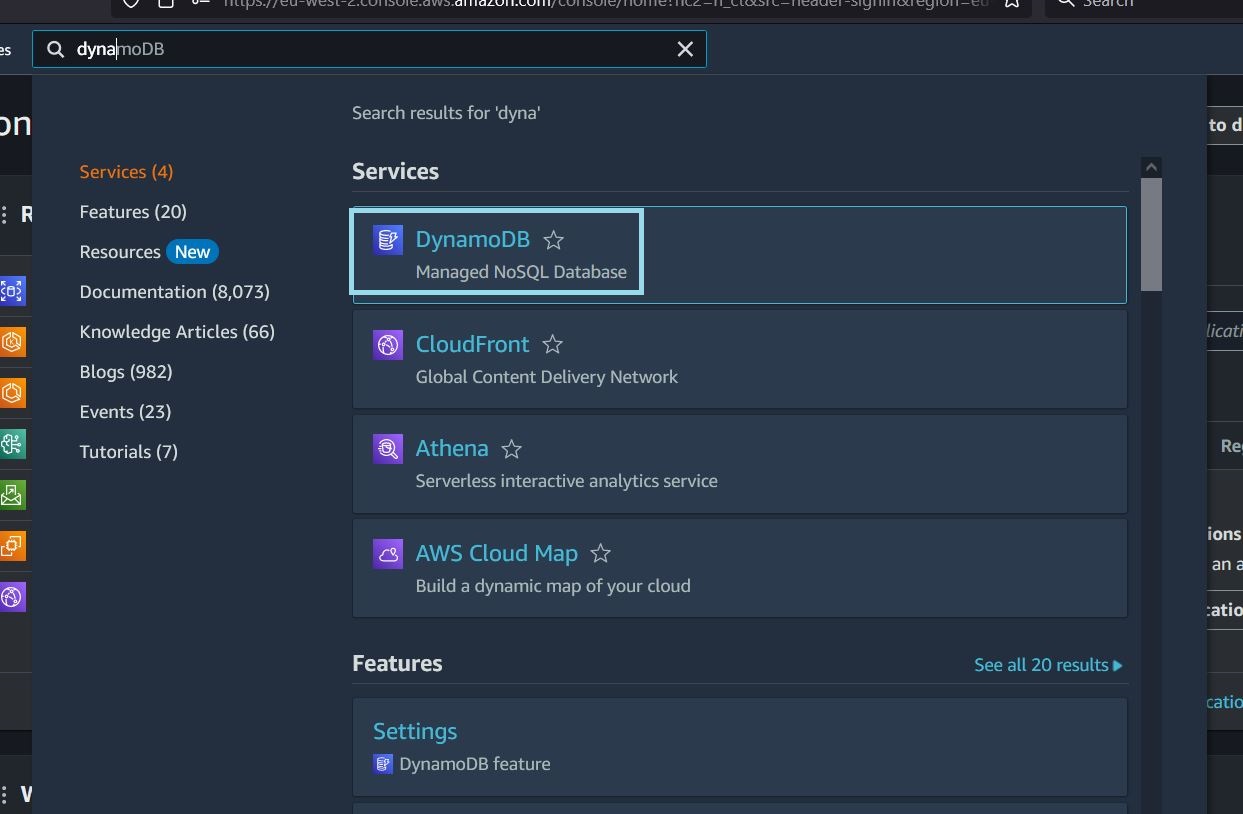 https://eu-west-2.console.aws.amazon.com/console/home?nc2=h_ct&src=header-signin&region=eu
Search
es
dynamoDB
Search results for 'dyna'
on
to d
Services (4)
Features (20)
Resources New
Documentation (8,073)
Knowledge Articles (66)
Blogs (982)
Events (23)
Tutorials (7)
Services
DynamoDB
Managed NoSQL Database
CloudFront
Global Content Delivery Network
Athena
Serverless interactive analytics service
AWS Cloud Map
Build a dynamic map of your cloud
Features
See all 20 results
Settings
DynamoDB feature
R
W
licati
Reg
ions
an a
catio
catio